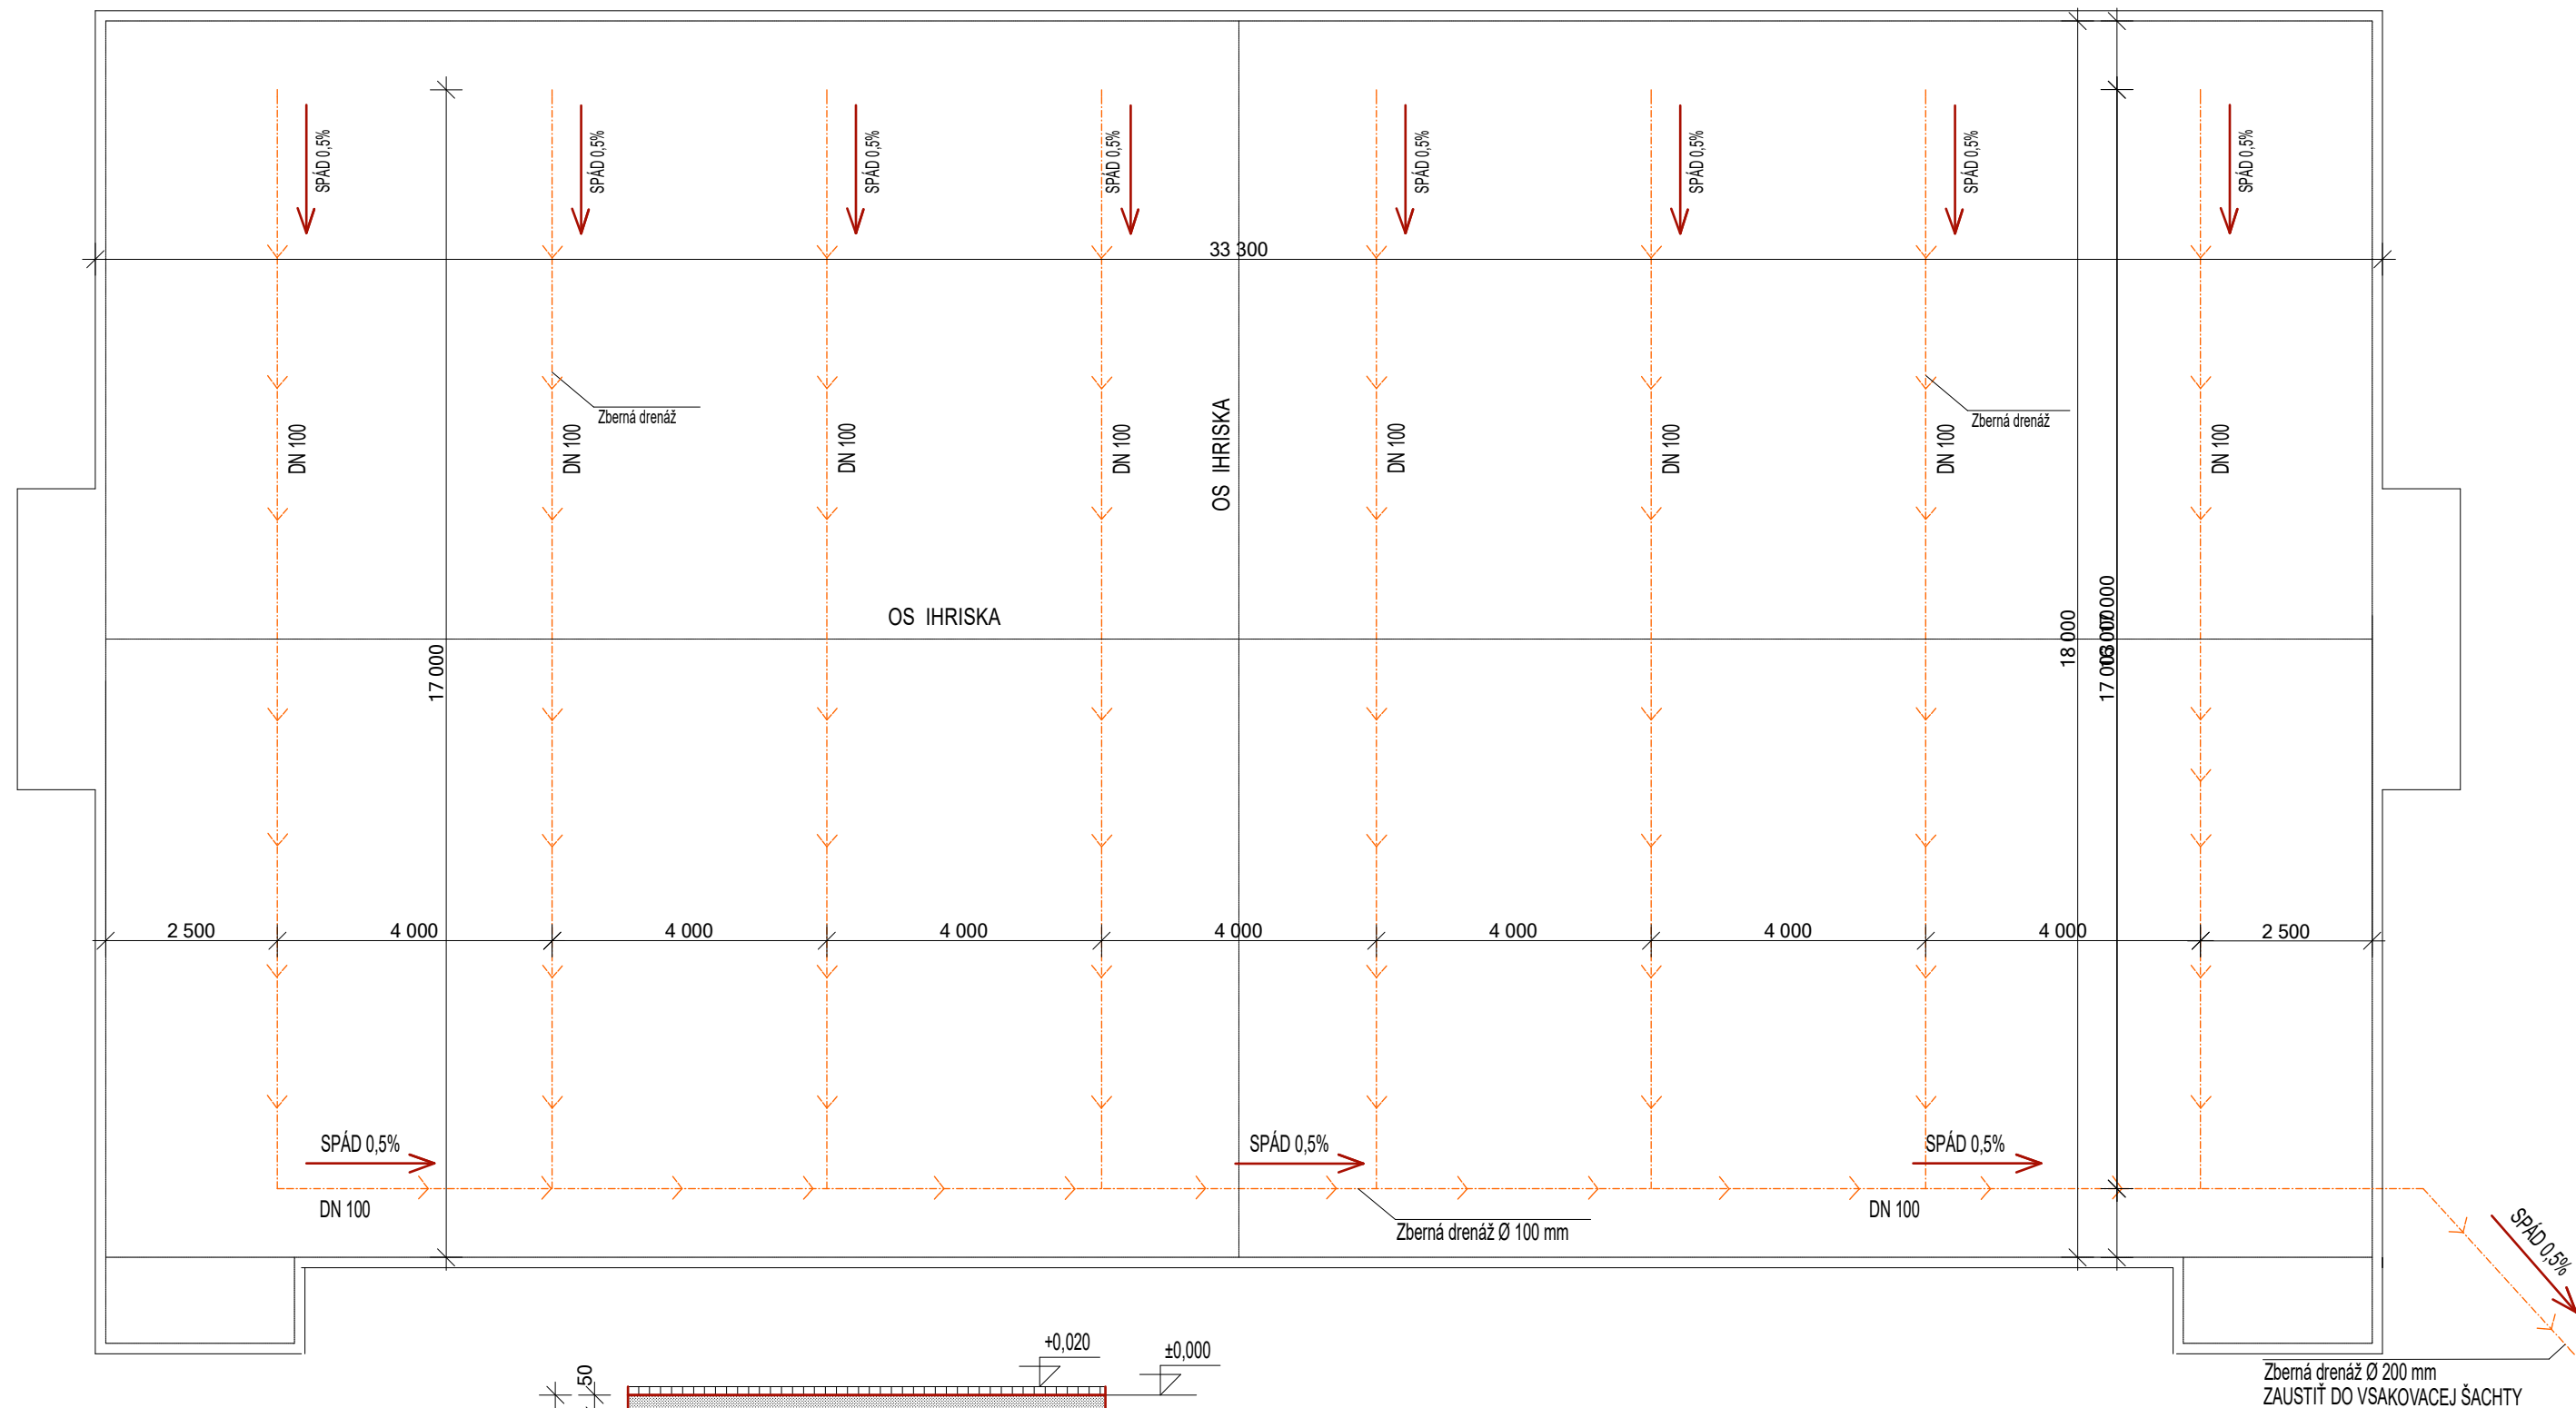 SPÁD 0,5%
SPÁD 0,5%
SPÁD 0,5%
SPÁD 0,5%
SPÁD 0,5%
SPÁD 0,5%
SPÁD 0,5%
SPÁD 0,5%
33 300
Zberná drenáž
Zberná drenáž
DN 100
DN 100
DN 100
DN 100
OS IHRISKA
DN 100
DN 100
DN 100
DN 100
OS IHRISKA
17 000
18 000
17 000
2 500
4 000
4 000
4 000
4 000
4 000
4 000
4 000
2 500
SPÁD 0,5%
SPÁD 0,5%
SPÁD 0,5%
DN 100
DN 100
Zberná drenáž Ø 100 mm
SPÁD 0,5%
+0,020
±0,000
50
Zberná drenáž Ø 200 mm
ZAUSTIŤ DO VSAKOVACEJ ŠACHTY